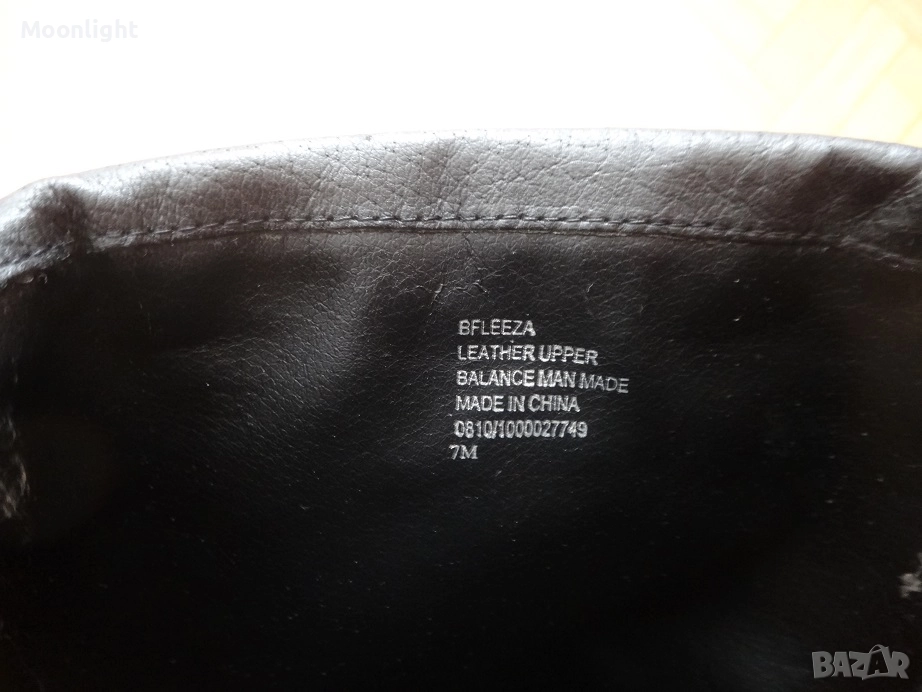 Moonlight
BFLEEZA
LEATHER UPPER
BALANCE MAN MADE
MADE IN CHINA
0810/1000027749
7M
BAZAR